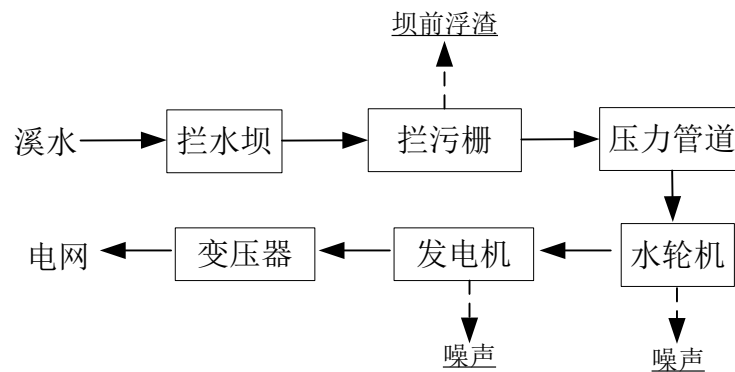 坝前浮渣
溪水
拦水坝
拦污栅
压力管道
电网
变压器
发电机
水轮机
噪声
噪声